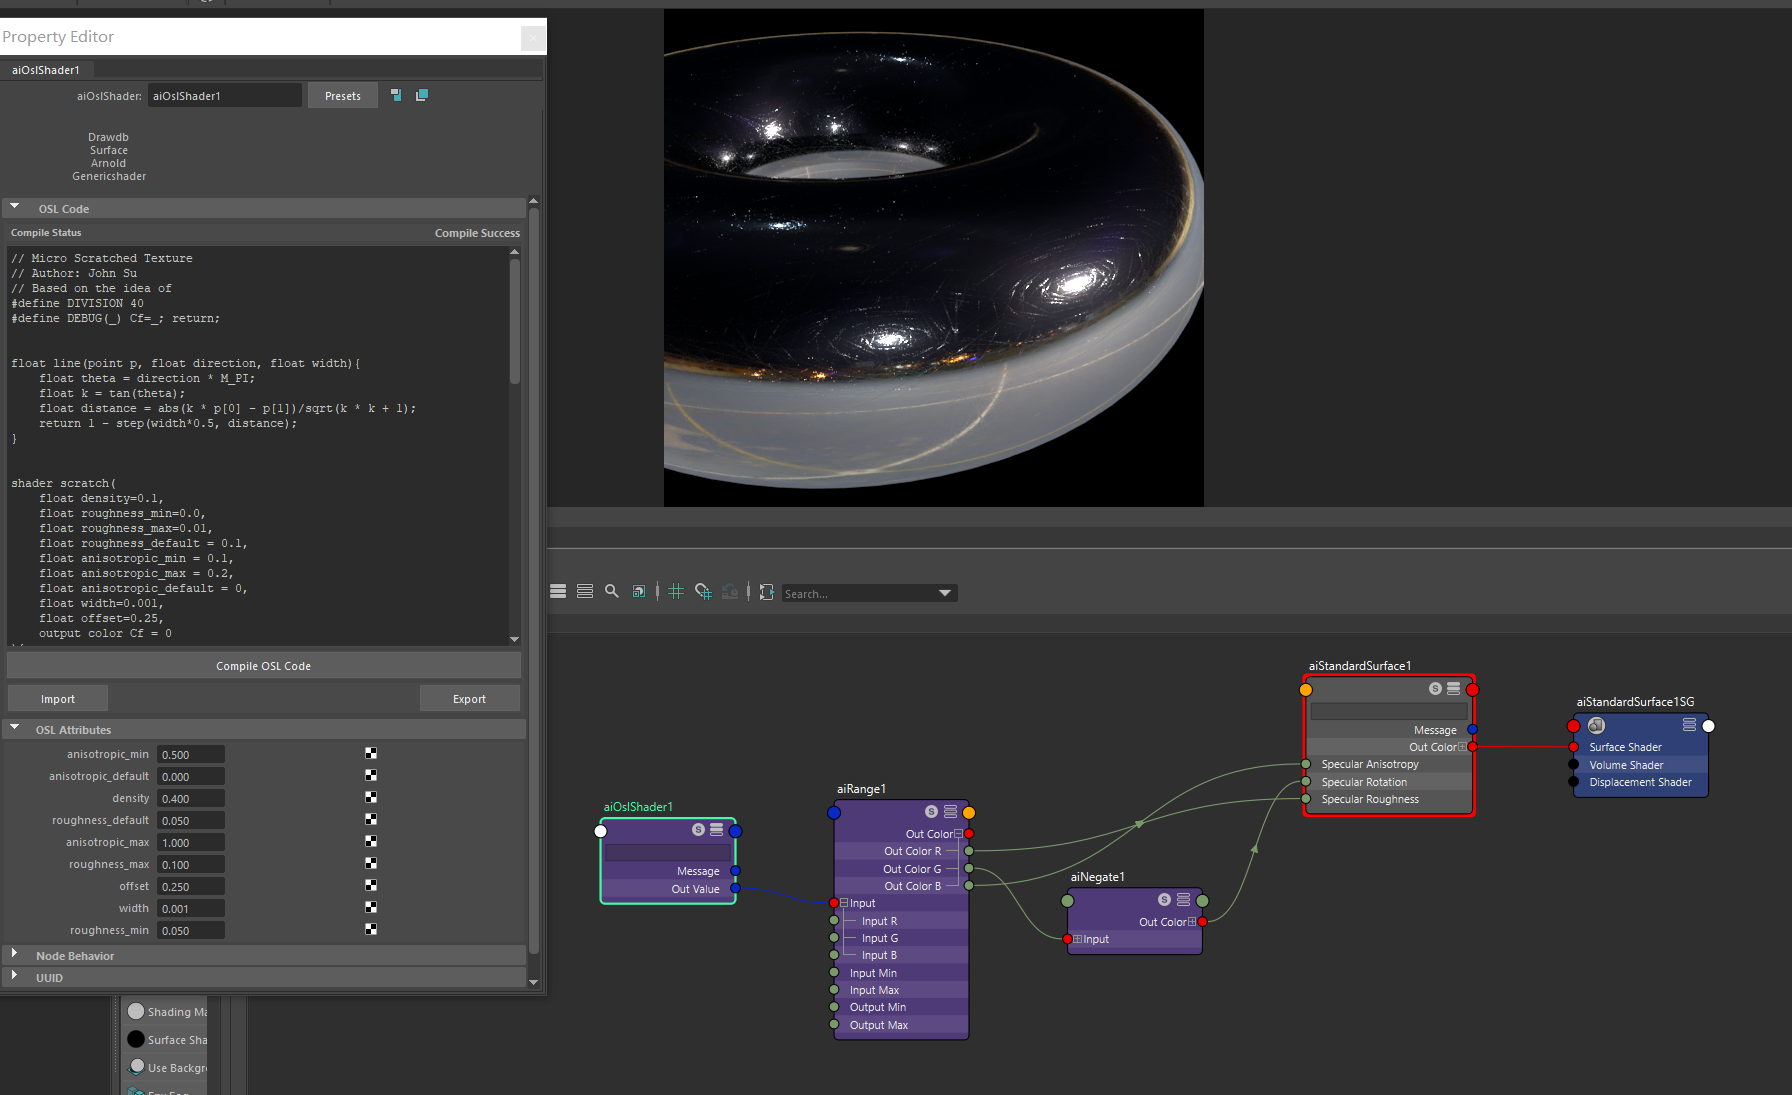 Property Editor
aiOslShader1
aiOslShader: aiOslShader1 Presets
Drawdb
Surface
Arnold
Genericshader
OSL Code
Compile Status Compile Success
// Micro Scratched Texture
// Author: John Su
// Based on the idea of
#define DIVISION 40
#define DEBUG(_) Cf=_; return;
float line(point p, float direction, float width){
float theta = direction * M_PI;
float k = tan(theta);
float distance = abs(k * p[0] - p[1])/sqrt(k * k + 1);
return 1 - step(width*0.5, distance);
}
shader scratch(
float density=0.1,
float roughness_min=0.0,
float roughness_max=0.01,
float roughness_default = 0.1,
float anisotropic_min = 0.1,
float anisotropic_max = 0.2,
float anisotropic_default = 0,
float width=0.001,
float offset=0.25,
output color Cf = 0
Compile OSL Code
Import Export
OSL Attributes
anisotropic_min 0.500
anisotropic_default 0.000
density 0.400
roughness_default 0.050
anisotropic_max 1.000
roughness_max 0.100
offset 0.250
width 0.001
roughness_min 0.050
Node Behavior
UUID
Shading Ma
Surface Sha
Use Backgr
Search...
aiOslShader1
S
Message
Out Value
aiRange1
S
Out Color
Out Color R
Out Color G
Out Color B
Input
Input R
Input G
Input B
Input Min
Input Max
Output Min
Output Max
aiNegate1
S
Out Color
Input
aiStandardSurface1
S
Message
Out Color
Specular Anisotropy
Specular Rotation
Specular Roughness
aiStandardSurface1SG
Surface Shader
Volume Shader
Displacement Shader